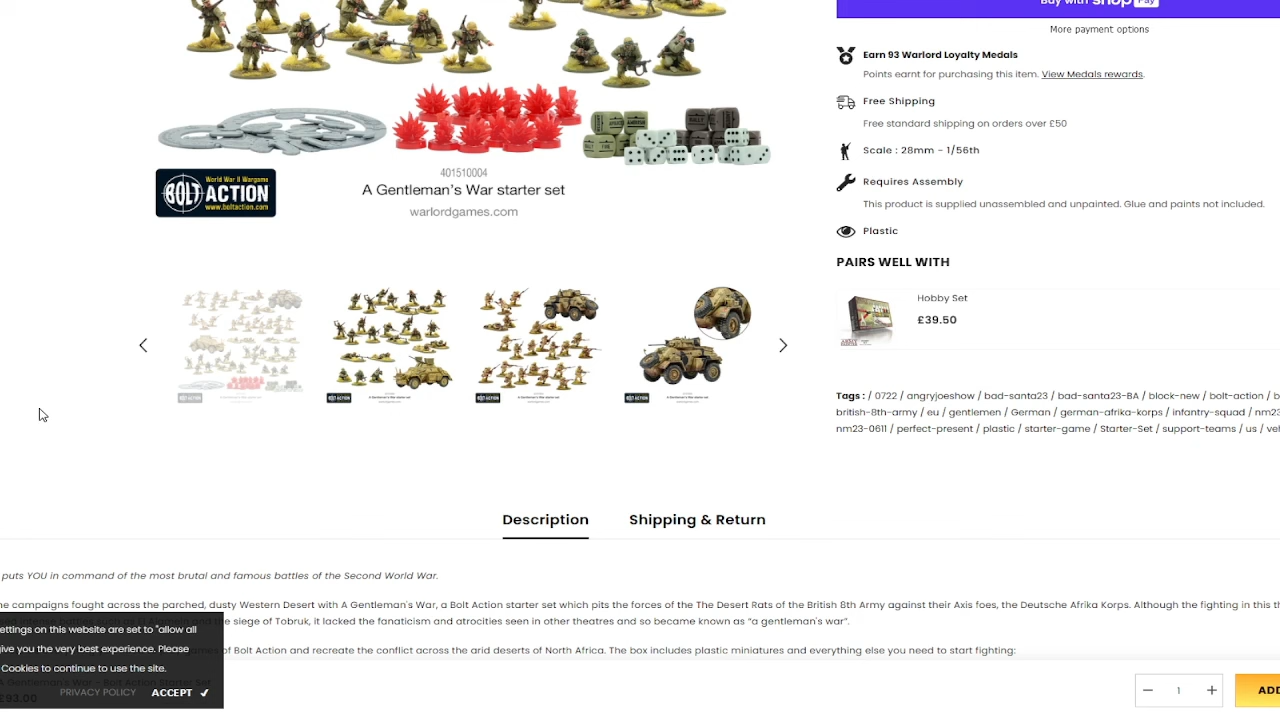 Buy with shop Pay
More payment options
Earn 93 Warlord Loyalty Medals
Points earnt for purchasing this item. View Medals rewards.
Free Shipping
Free standard shipping on orders over £50
Scale : 28mm - 1/56th
Requires Assembly
This product is supplied unassembled and unpainted. Glue and paints not included.
Plastic
PAIRS WELL WITH
Hobby Set
£39.50
Tags : / 0722 / angryjoeshow / bad-santa23 / bad-santa23-BA / block-new / bolt-action / b
british-8th-army / eu / gentlemen / German / german-afrika-korps / infantry-squad / nm23
nm23-0611 / perfect-present / plastic / starter-game / Starter-Set / support-teams / us / veh
401510004
A Gentleman's War starter set
warlordgames.com
World War II Wargame
BOLT ACTION
www.boltaction.com
Description
Shipping & Return
puts YOU in command of the most brutal and famous battles of the Second World War.
he campaigns fought across the parched, dusty Western Desert with A Gentleman's War, a Bolt Action starter set which pits the forces of the The Desert Rats of the British 8th Army against their Axis foes, the Deutsche Afrika Korps. Although the fighting in this th
siege of Tobruk, it lacked the fanaticism and atrocities seen in other theatres and so became known as "a gentleman's war".
of Bolt Action and recreate the conflict across the arid deserts of North Africa. The box includes plastic miniatures and everything else you need to start fighting:
ettings on this website are set to "allow all
give you the very best experience. Please
Cookies to continue to use the site.
A Gentleman's War - Bolt Action Starter Set
£93.00
PRIVACY POLICY
ACCEPT ✔
1
ADD